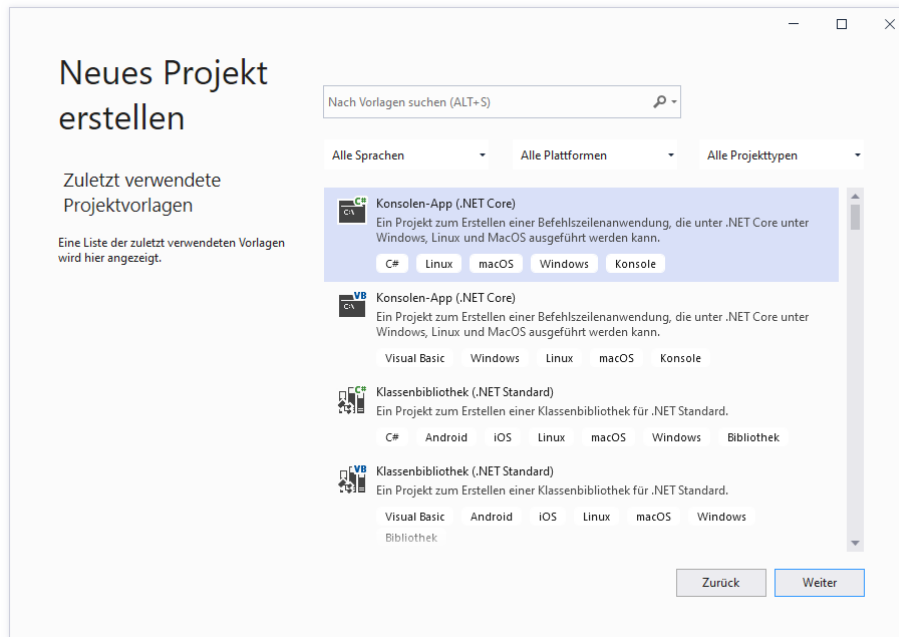 Neues Projekt
erstellen
Zuletzt verwendete
Projektvorlagen
Eine Liste der zuletzt verwendeten Vorlagen
wird hier angezeigt.
Nach Vorlagen suchen (ALT+S)
Alle Sprachen Alle Plattformen Alle Projekttypen
C#
C:\
Konsolen-App (.NET Core)
Ein Projekt zum Erstellen einer Befehlszeilenanwendung, die unter .NET Core unter
Windows, Linux und MacOS ausgeführt werden kann.
C# Linux macOS Windows Konsole
VB
C:\
Konsolen-App (.NET Core)
Ein Projekt zum Erstellen einer Befehlszeilenanwendung, die unter .NET Core unter
Windows, Linux und MacOS ausgeführt werden kann.
Visual Basic Windows Linux macOS Konsole
C#
Klassenbibliothek (.NET Standard)
Ein Projekt zum Erstellen einer Klassenbibliothek für .NET Standard.
C# Android iOS Linux macOS Windows Bibliothek
VB
Klassenbibliothek (.NET Standard)
Ein Projekt zum Erstellen einer Klassenbibliothek für .NET Standard.
Visual Basic Android iOS Linux macOS Windows
Bibliothek
Zurück Weiter